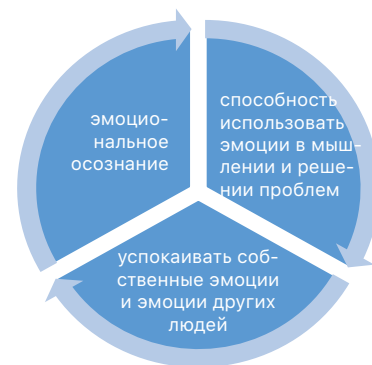 эмоцио-
нальное
осознание
способность
использовать
эмоции в мыш-
лении и реше-
нии проблем
успокаивать соб-
ственные эмоции
и эмоции других
людей